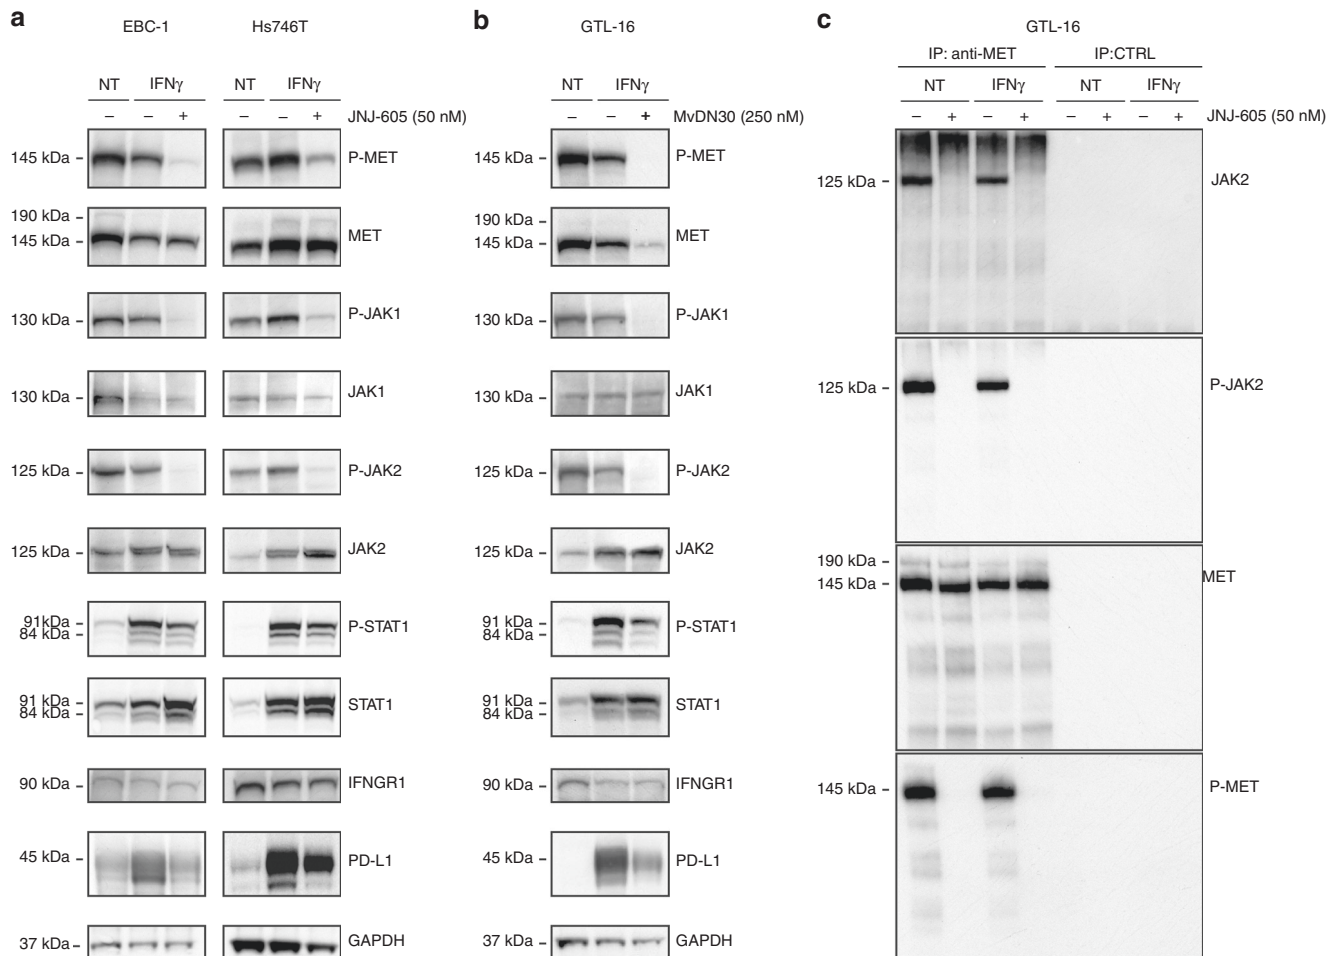 a
EBC-1
Hs746T
NT
IFNγ
NT
IFNγ
– – + – – + JNJ-605 (50 nM)
145 kDa – P-MET
190 kDa –
145 kDa – MET
130 kDa – P-JAK1
130 kDa – JAK1
125 kDa – P-JAK2
125 kDa – JAK2
91kDa – P-STAT1
84 kDa –
91 kDa – STAT1
84 kDa –
90 kDa – IFNGR1
45 kDa – PD-L1
37 kDa – GAPDH
b
GTL-16
NT
IFNγ
– – + MvDN30 (250 nM)
145 kDa – P-MET
190 kDa –
145 kDa – MET
130 kDa – P-JAK1
130 kDa – JAK1
125 kDa – P-JAK2
125 kDa – JAK2
91 kDa – P-STAT1
84 kDa –
91 kDa – STAT1
84 kDa –
90 kDa – IFNGR1
45 kDa – PD-L1
37 kDa – GAPDH
c
GTL-16
IP: anti-MET
IP:CTRL
NT
IFNγ
NT
IFNγ
– + – + – + – + JNJ-605 (50 nM)
125 kDa – JAK2
125 kDa – P-JAK2
190 kDa –
145 kDa – MET
145 kDa – P-MET